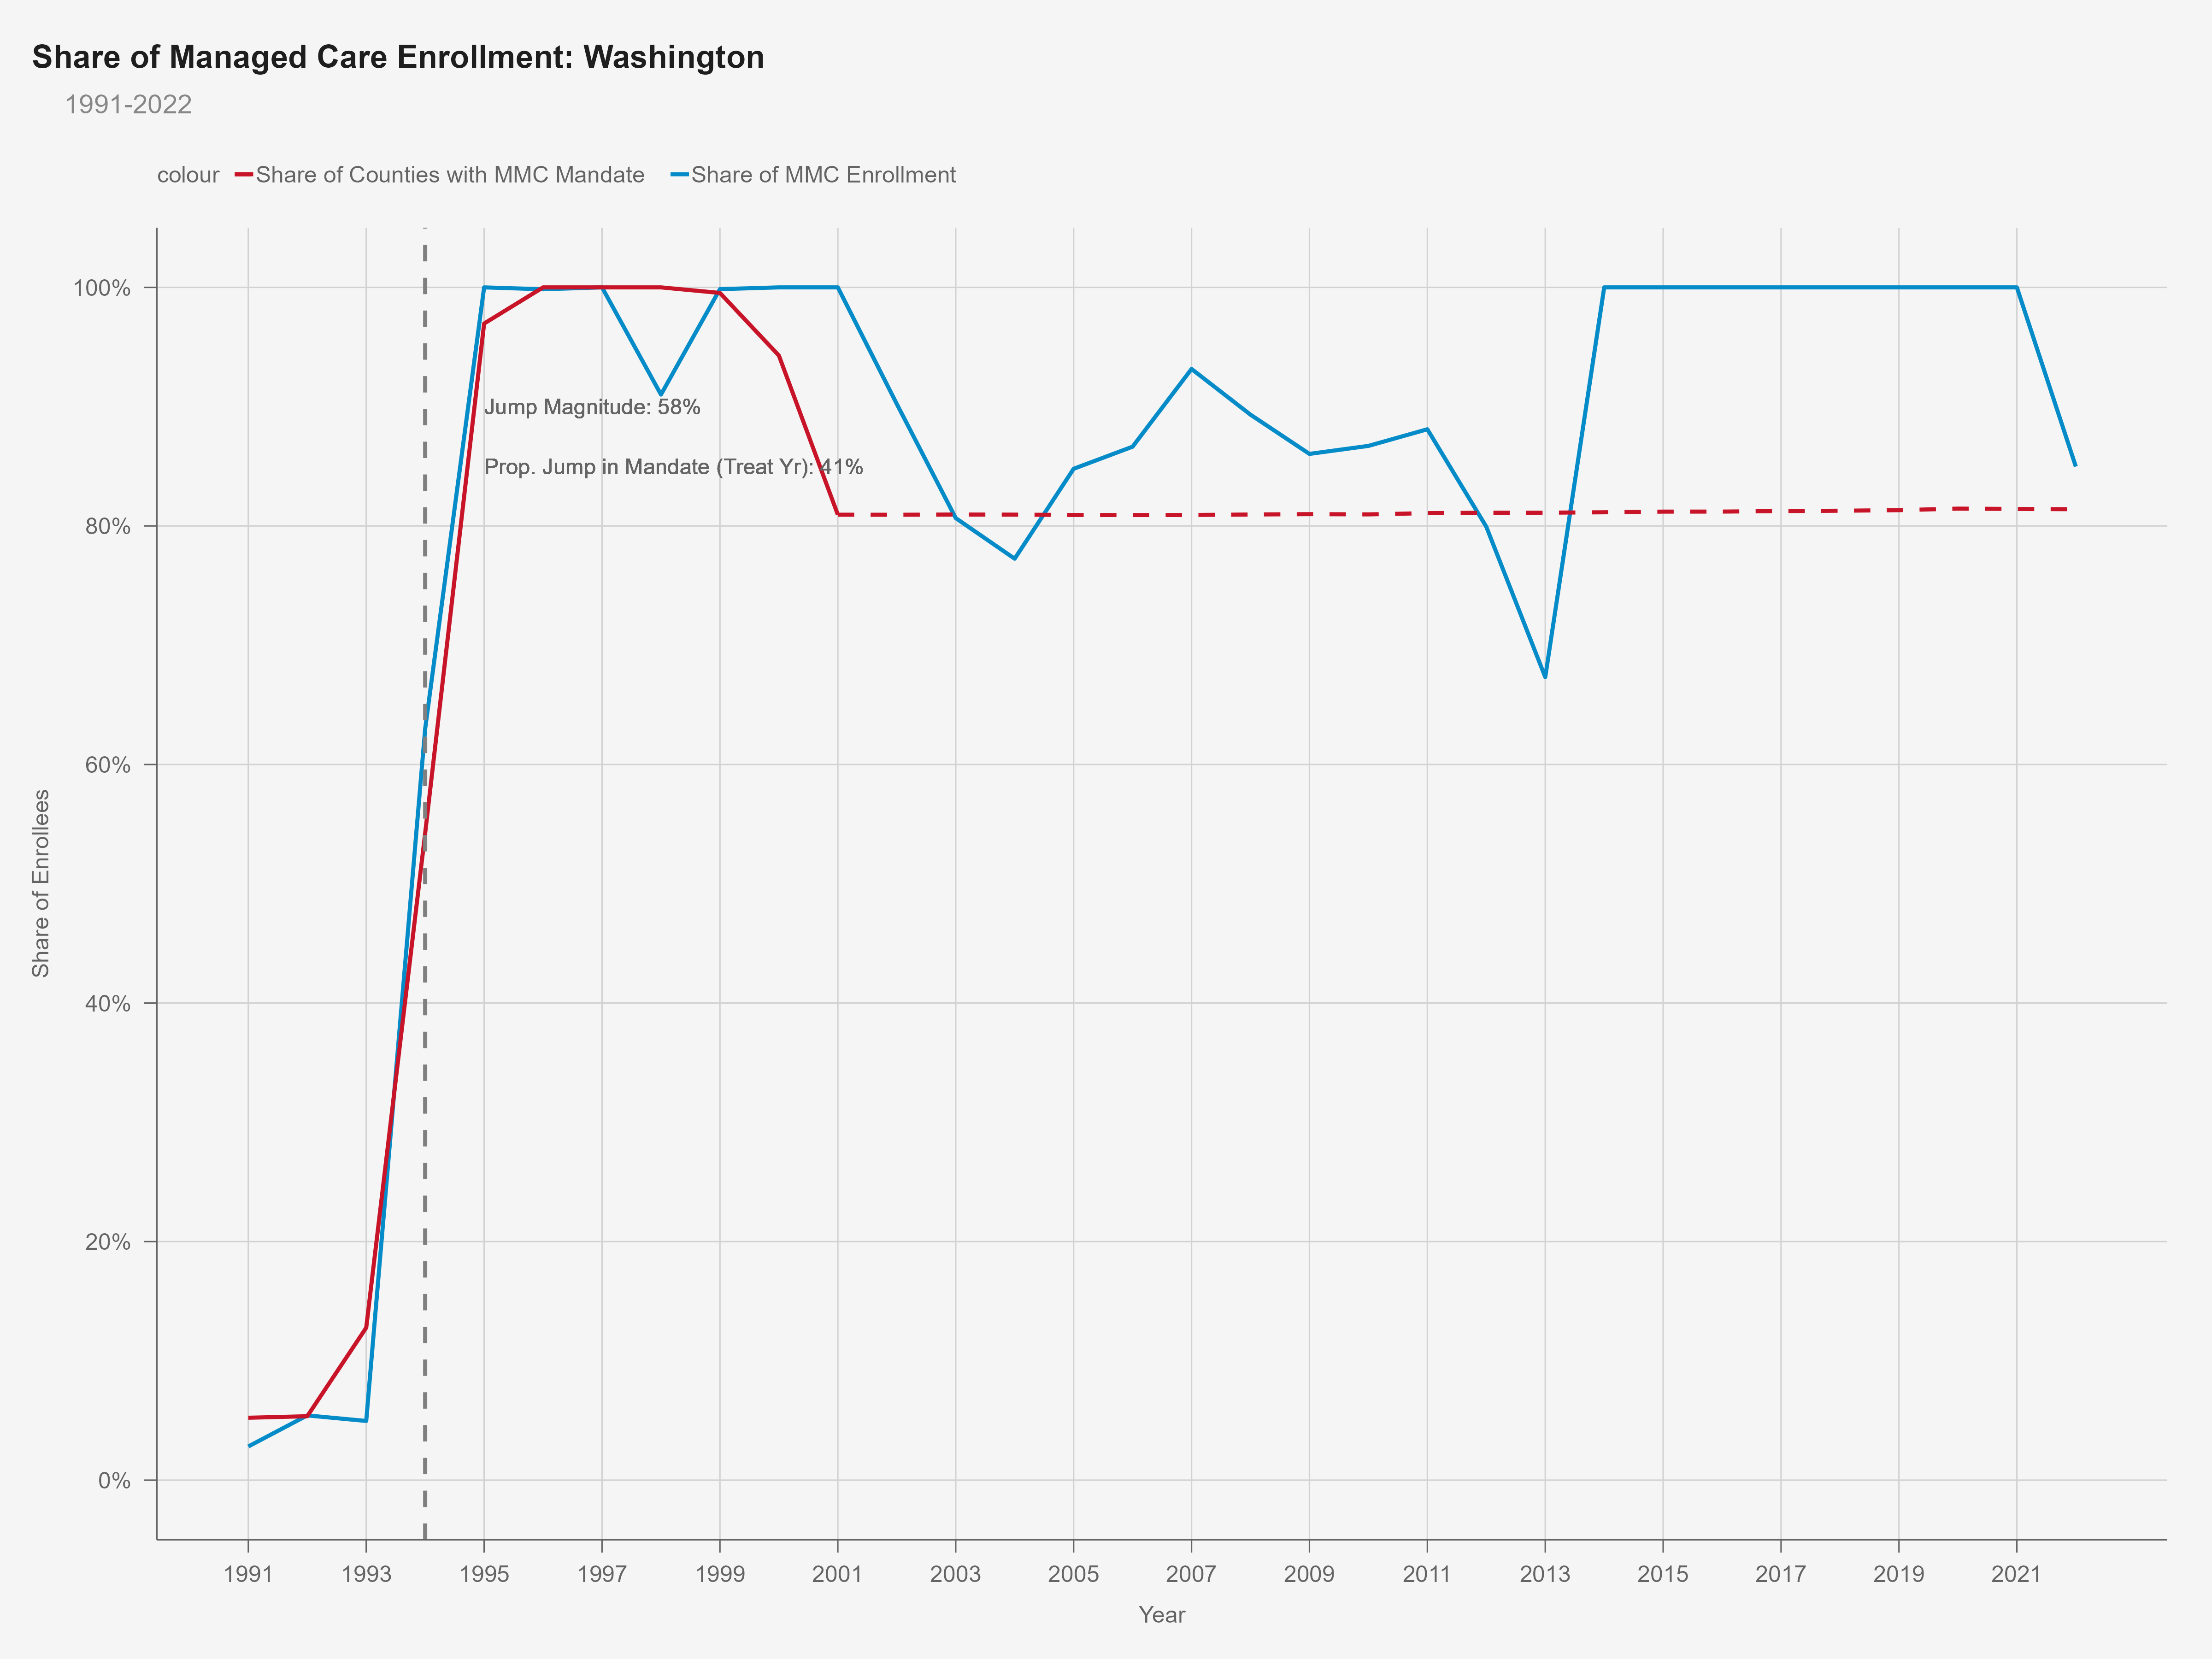 Share of Managed Care Enrollment: Washington
1991-2022
colour Share of Counties with MMC Mandate Share of MMC Enrollment
100%
Jump Magnitude: 58%
Prop. Jump in Mandate (Treat Yr): 41%
80%
60%
Share of Enrollees
40%
20%
0%
1991 1993 1995 1997 1999 2001 2003 2005 2007 2009 2011 2013 2015 2017 2019 2021
Year